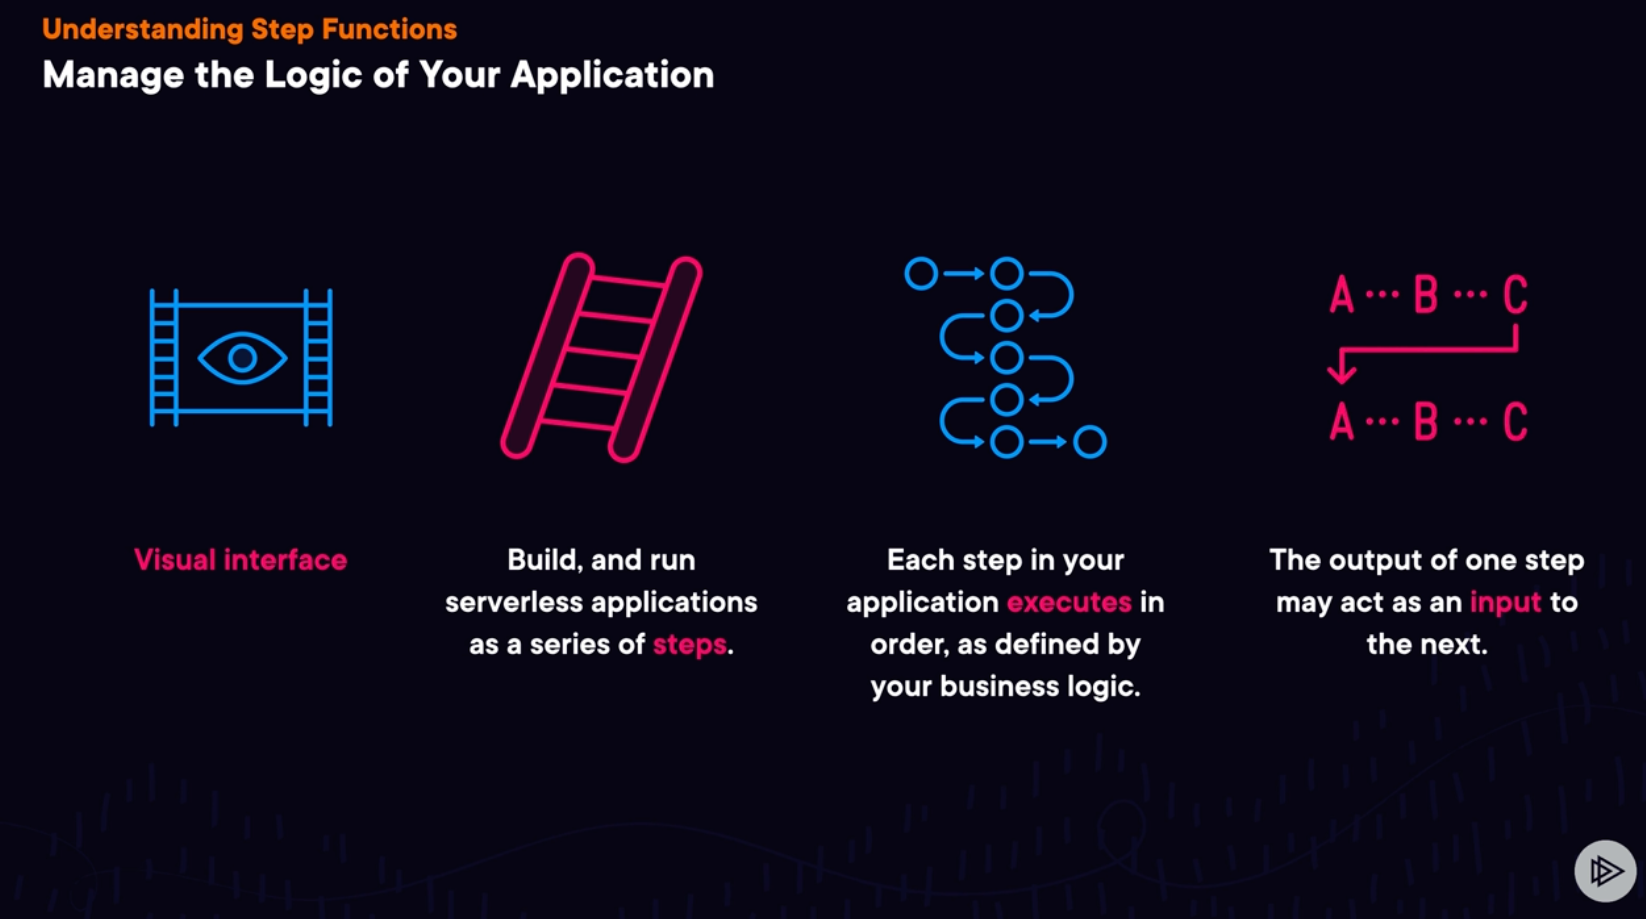 Understanding Step Functions
Manage the Logic of Your Application
A ··· B ··· C
A ··· B ··· C
Visual interface
Build, and run
serverless applications
as a series of steps.
Each step in your
application executes in
order, as defined by
your business logic.
The output of one step
may act as an input to
the next.